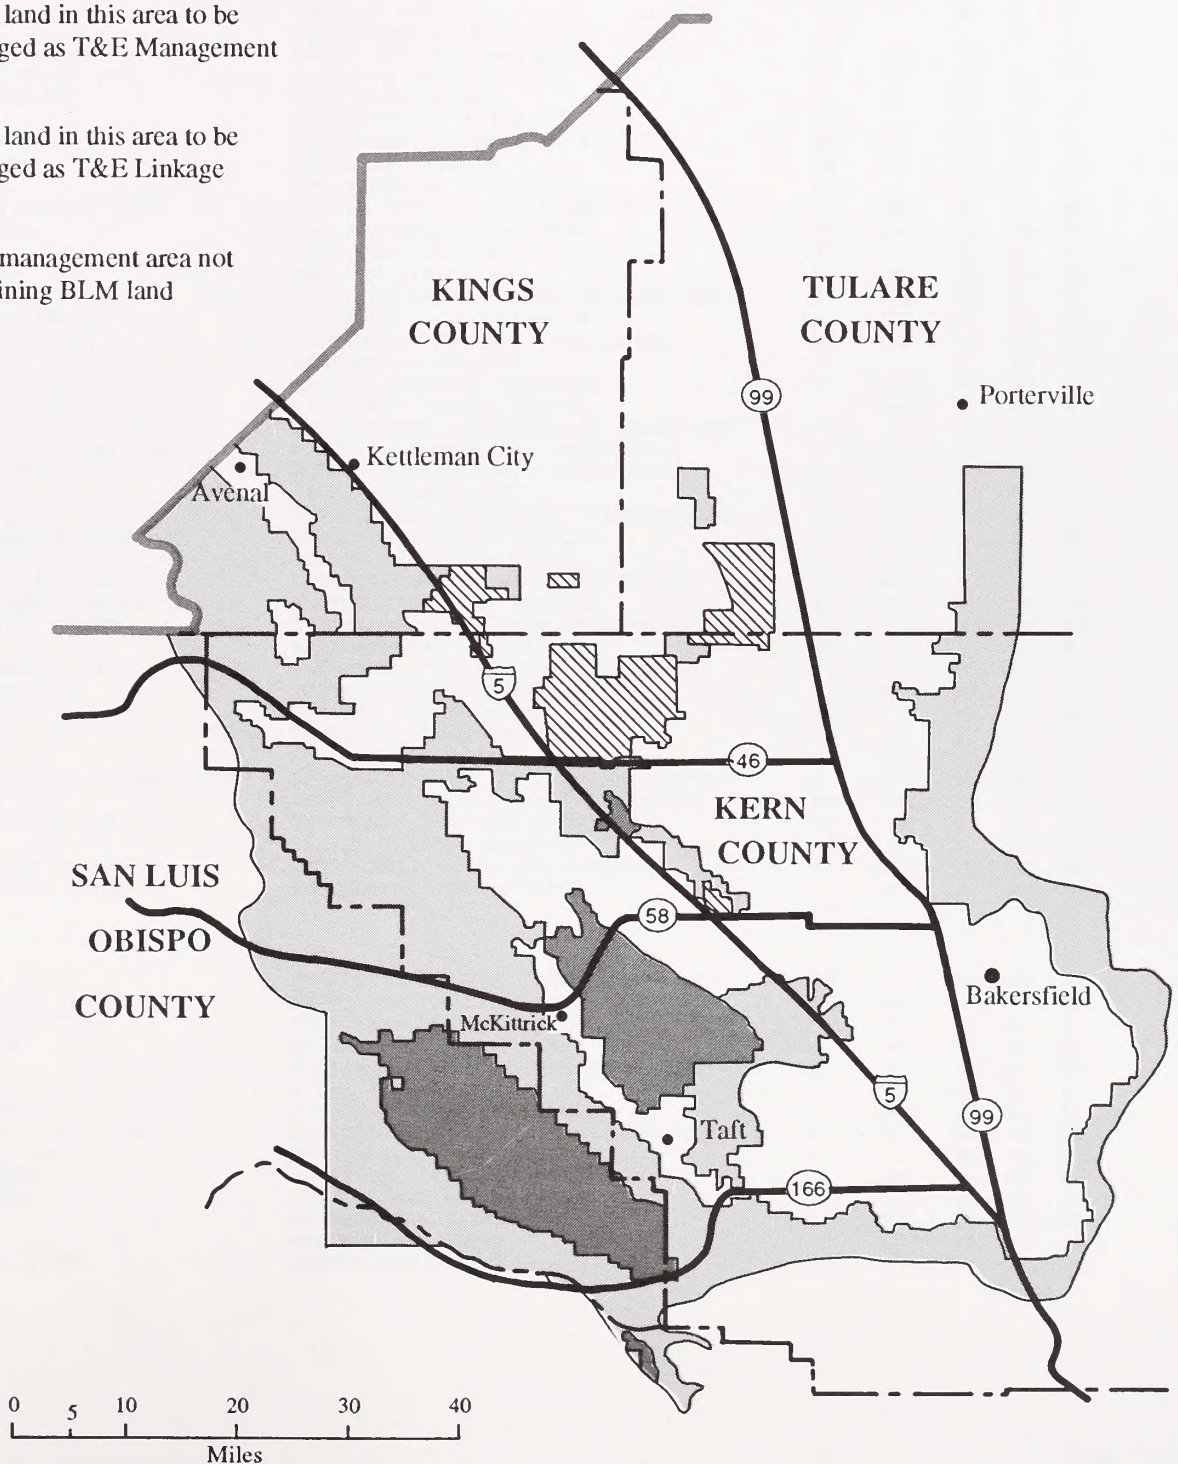 land in this area to be
ged as T&E Management
land in this area to be
ged as T&E Linkage
management area not
ining BLM land
KINGS
COUNTY
TULARE
COUNTY
99
Porterville
Kettleman City
Avenal
5
46
KERN
COUNTY
SAN LUIS
OBISPO
COUNTY
58
Bakersfield
McKittrick
5
99
Taft
166
0 5 10 20 30 40
Miles